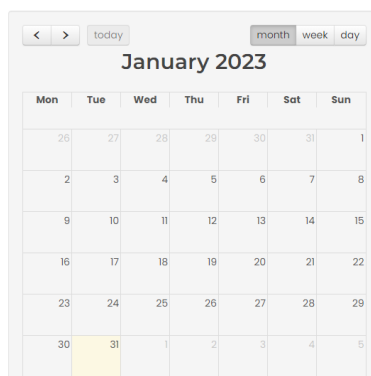 today month week day
January 2023
Mon Tue Wed Thu Fri Sat Sun
26 27 28 29 30 31 1
2 3 4 5 6 7 8
9 10 11 12 13 14 15
16 17 18 19 20 21 22
23 24 25 26 27 28 29
30 31 1 2 3 4 5